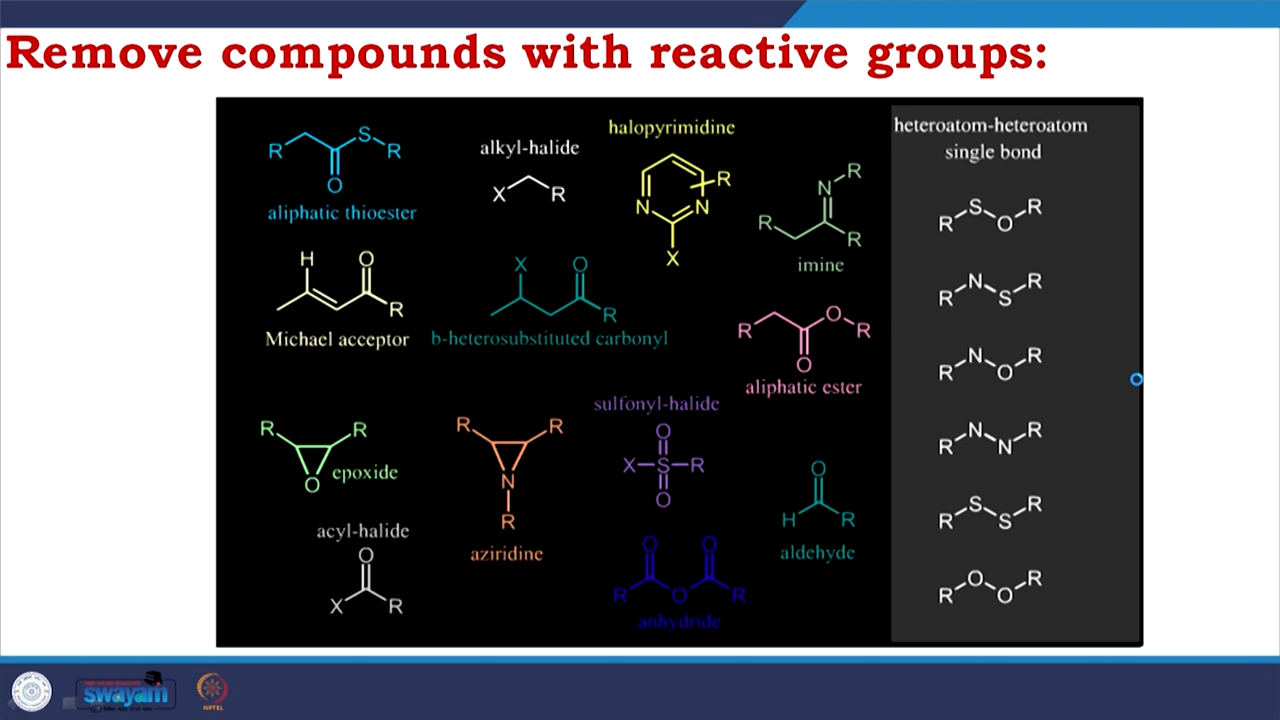 Remove compounds with reactive groups:
R S R
O
aliphatic thioester
alkyl-halide
X R
halopyrimidine
R
N N
X
N R
R R
imine
heteroatom-heteroatom
single bond
R S O R
R N S R
R N O R
R N N R
R S S R
R O O R
H O
R
Michael acceptor
X O
R
b-heterosubstituted carbonyl
R O R
O
aliphatic ester
R R
O
epoxide
R R
N
R
aziridine
sulfonyl-halide
O
X S R
O
O
H R
aldehyde
acyl-halide
O
X R
O O
R O R
anhydride
swayam
NPTEL